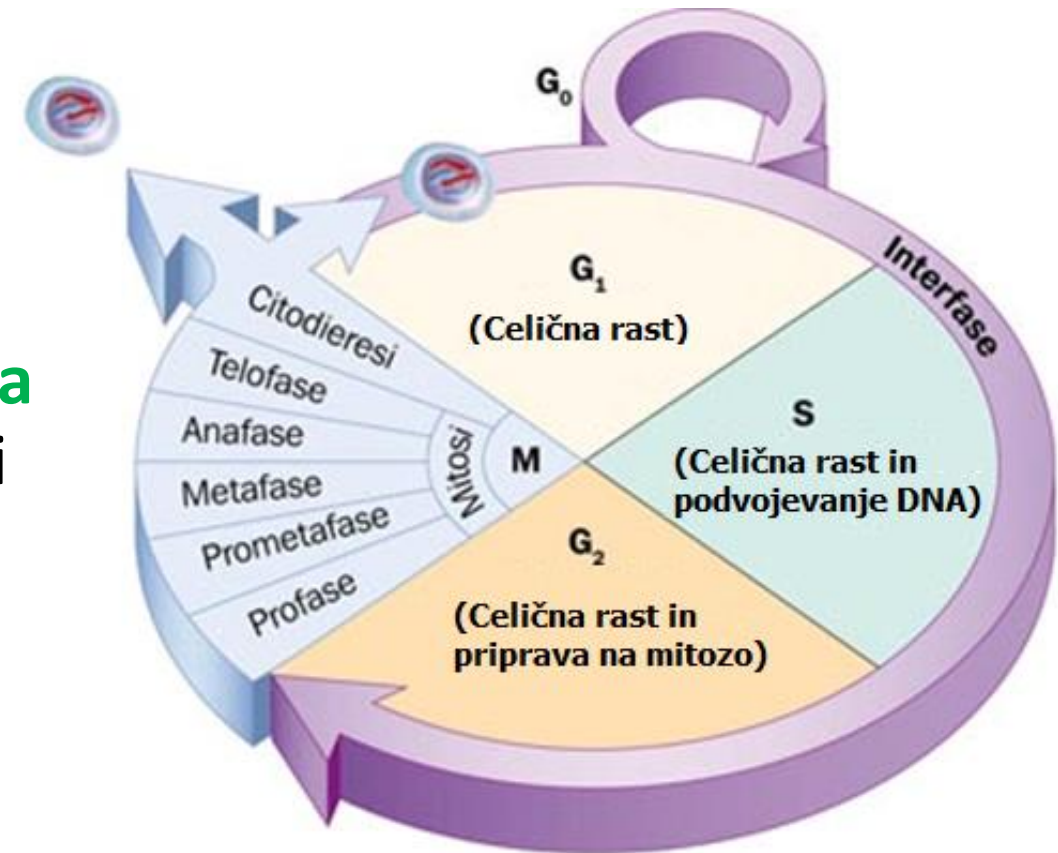 a
i
G₀
Interfase
G₁
(Celična rast)
S
(Celična rast in
podvojevanje DNA)
G₂
(Celična rast in
priprava na mitozo)
M
Mitosi
Citodieresi
Telofase
Anafase
Metafase
Prometafase
Profase